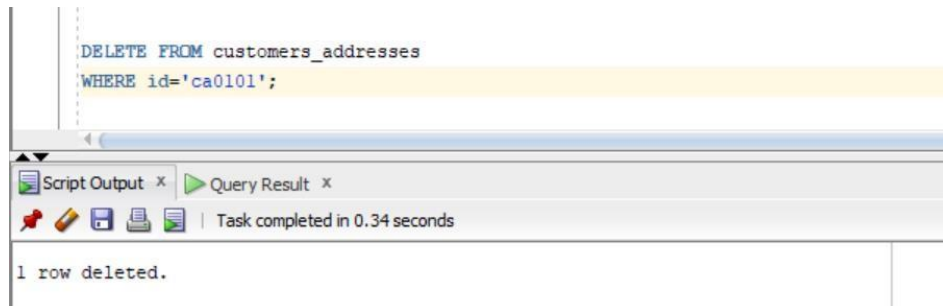 DELETE FROM customers_addresses
WHERE id='ca0101';
Script Output x Query Result x
Task completed in 0.34 seconds
1 row deleted.